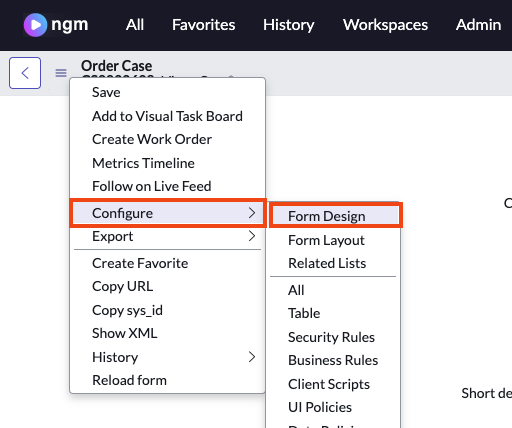 ngm All Favorites History Workspaces Admin
Order Case
Save
Add to Visual Task Board
Create Work Order
Metrics Timeline
Follow on Live Feed
Configure
Export
Create Favorite
Copy URL
Copy sys_id
Show XML
History
Reload form
Form Design
Form Layout
Related Lists
All
Table
Security Rules
Business Rules
Client Scripts
UI Policies
Short de